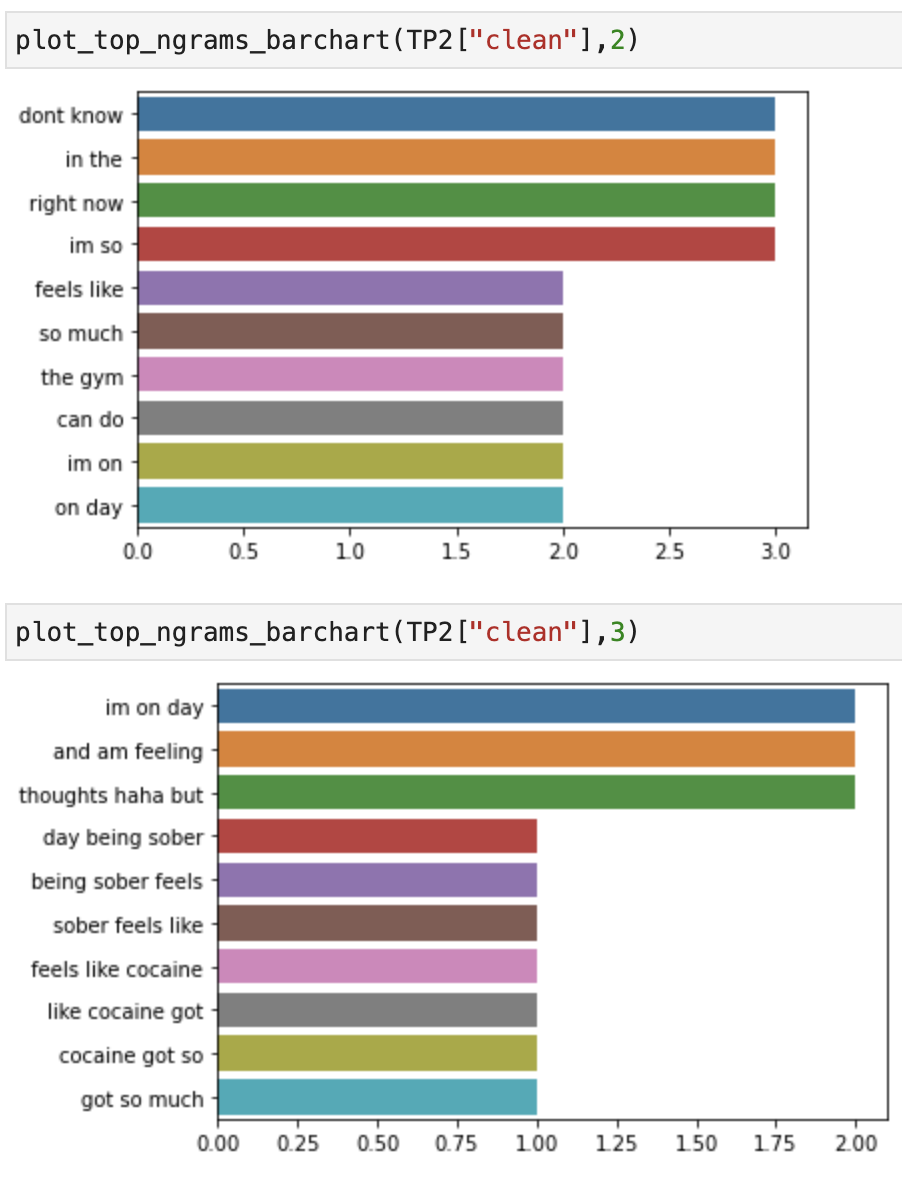 plot_top_ngrams_barchart(TP2["clean"],2)
dont know
in the
right now
im so
feels like
so much
the gym
can do
im on
on day
0.0 0.5 1.0 1.5 2.0 2.5 3.0
plot_top_ngrams_barchart(TP2["clean"],3)
im on day
and am feeling
thoughts haha but
day being sober
being sober feels
sober feels like
feels like cocaine
like cocaine got
cocaine got so
got so much
0.00 0.25 0.50 0.75 1.00 1.25 1.50 1.75 2.00